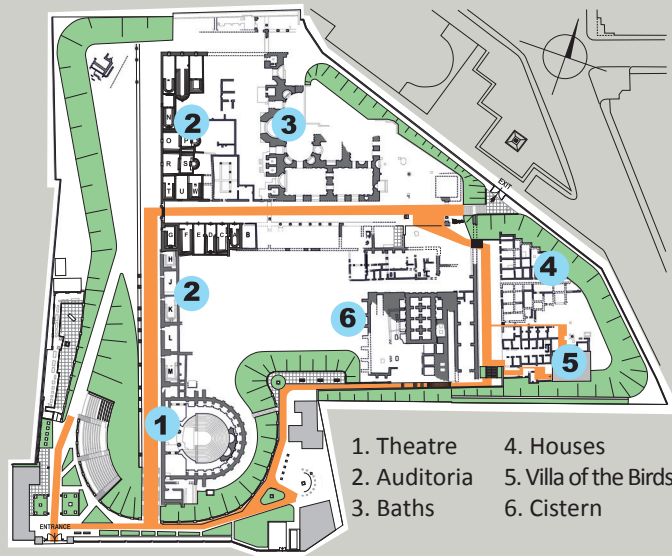 2
3
N
O
P
R
S
T
U
W
EXIT
G
F
E
D
C
A
B
H
4
2
J
K
6
L
5
M
1
1. Theatre
2. Auditoria
3. Baths
4. Houses
5. Villa of the Birds
6. Cistern
ENTRANCE